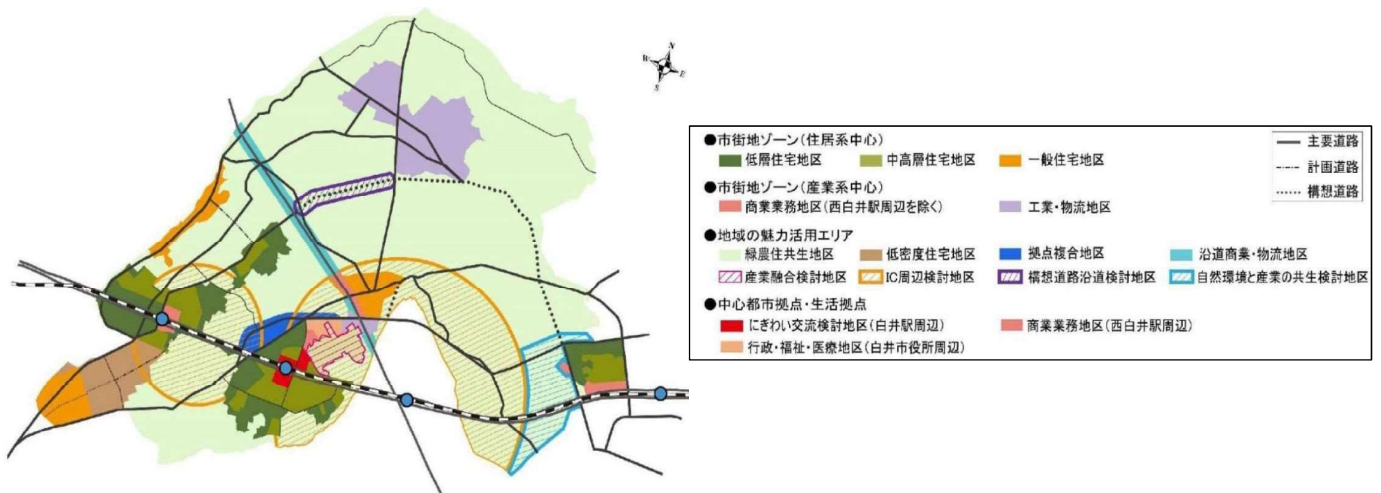 N
W
E
S
●市街地ゾーン(住居系中心)
低層住宅地区 中高層住宅地区 一般住宅地区
●市街地ゾーン(産業系中心)
商業業務地区(西白井駅周辺を除く) 工業・物流地区
●地域の魅力活用エリア
緑農住共生地区 低密度住宅地区 拠点複合地区 沿道商業・物流地区
産業融合検討地区 IC周辺検討地区 構想道路沿道検討地区 自然環境と産業の共生検討地区
●中心都市拠点・生活拠点
にぎわい交流検討地区(白井駅周辺) 商業業務地区(西白井駅周辺)
行政・福祉・医療地区(白井市役所周辺)
主要道路
計画道路
構想道路